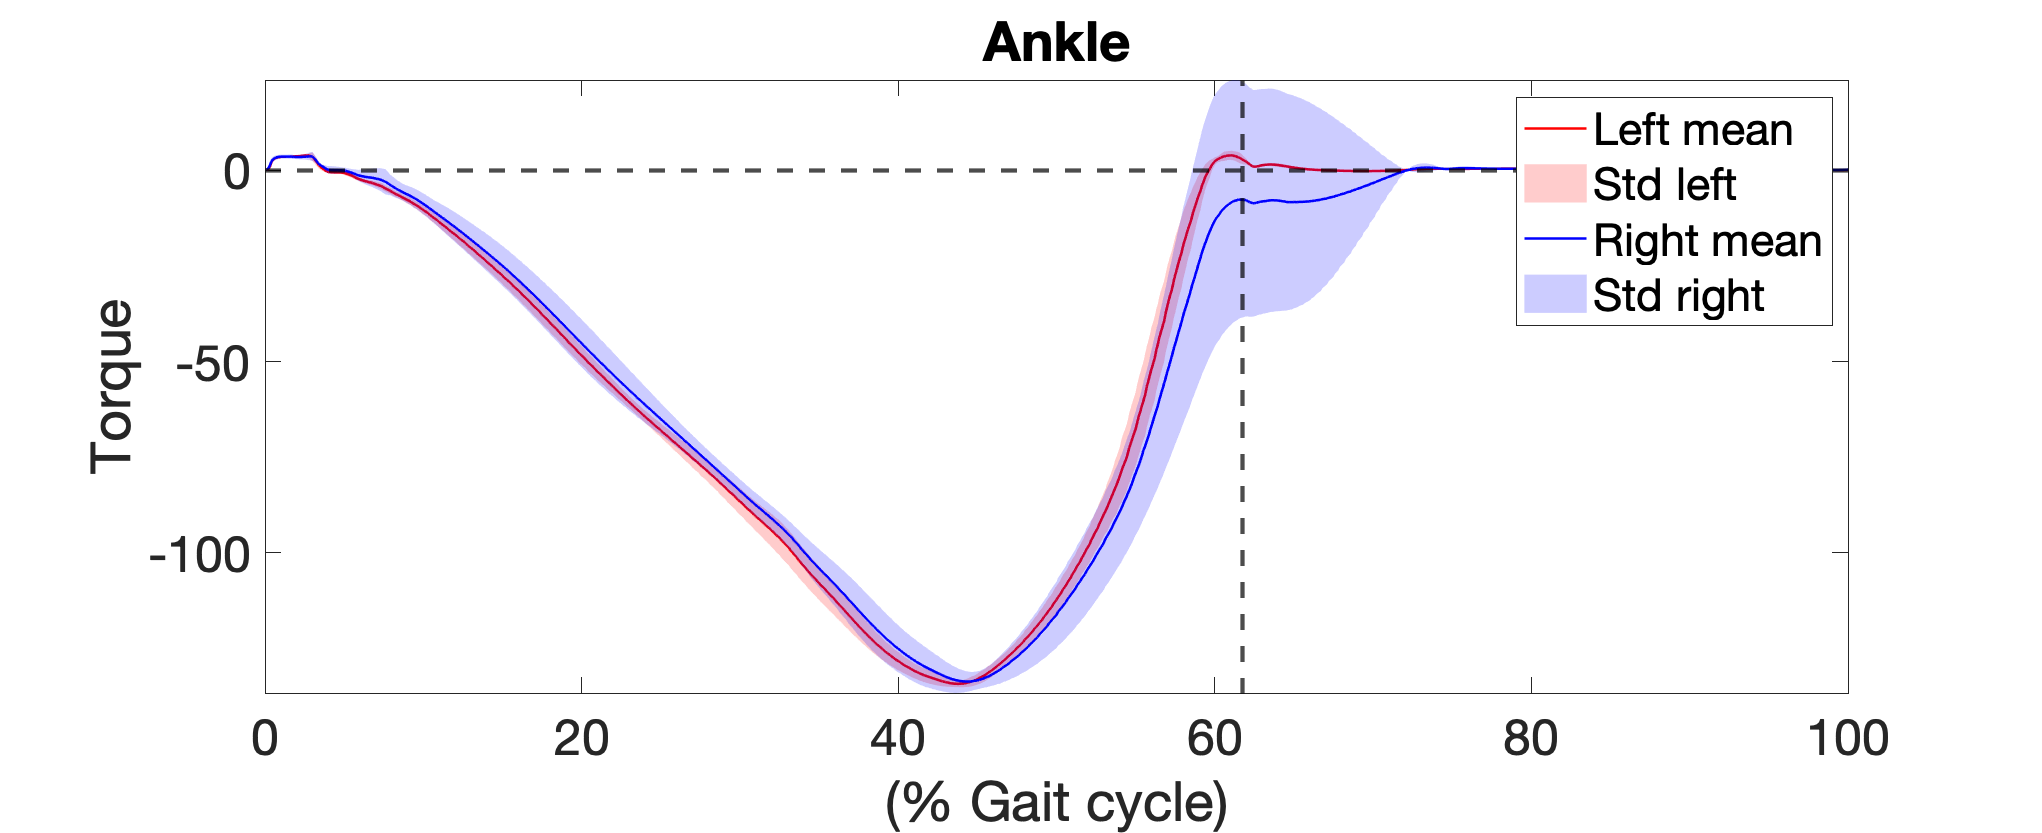 Ankle
Torque
0
-50
-100
Left mean
Std left
Right mean
Std right
0 20 40 60 80 100
(% Gait cycle)